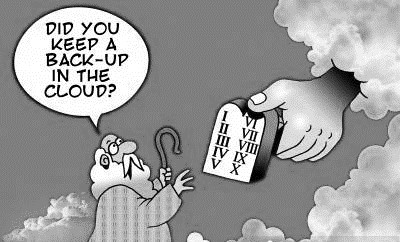 DID YOU
KEEP A
BACK-UP
IN THE
CLOUD?
I VI
II VII
III VIII
IV IX
V X